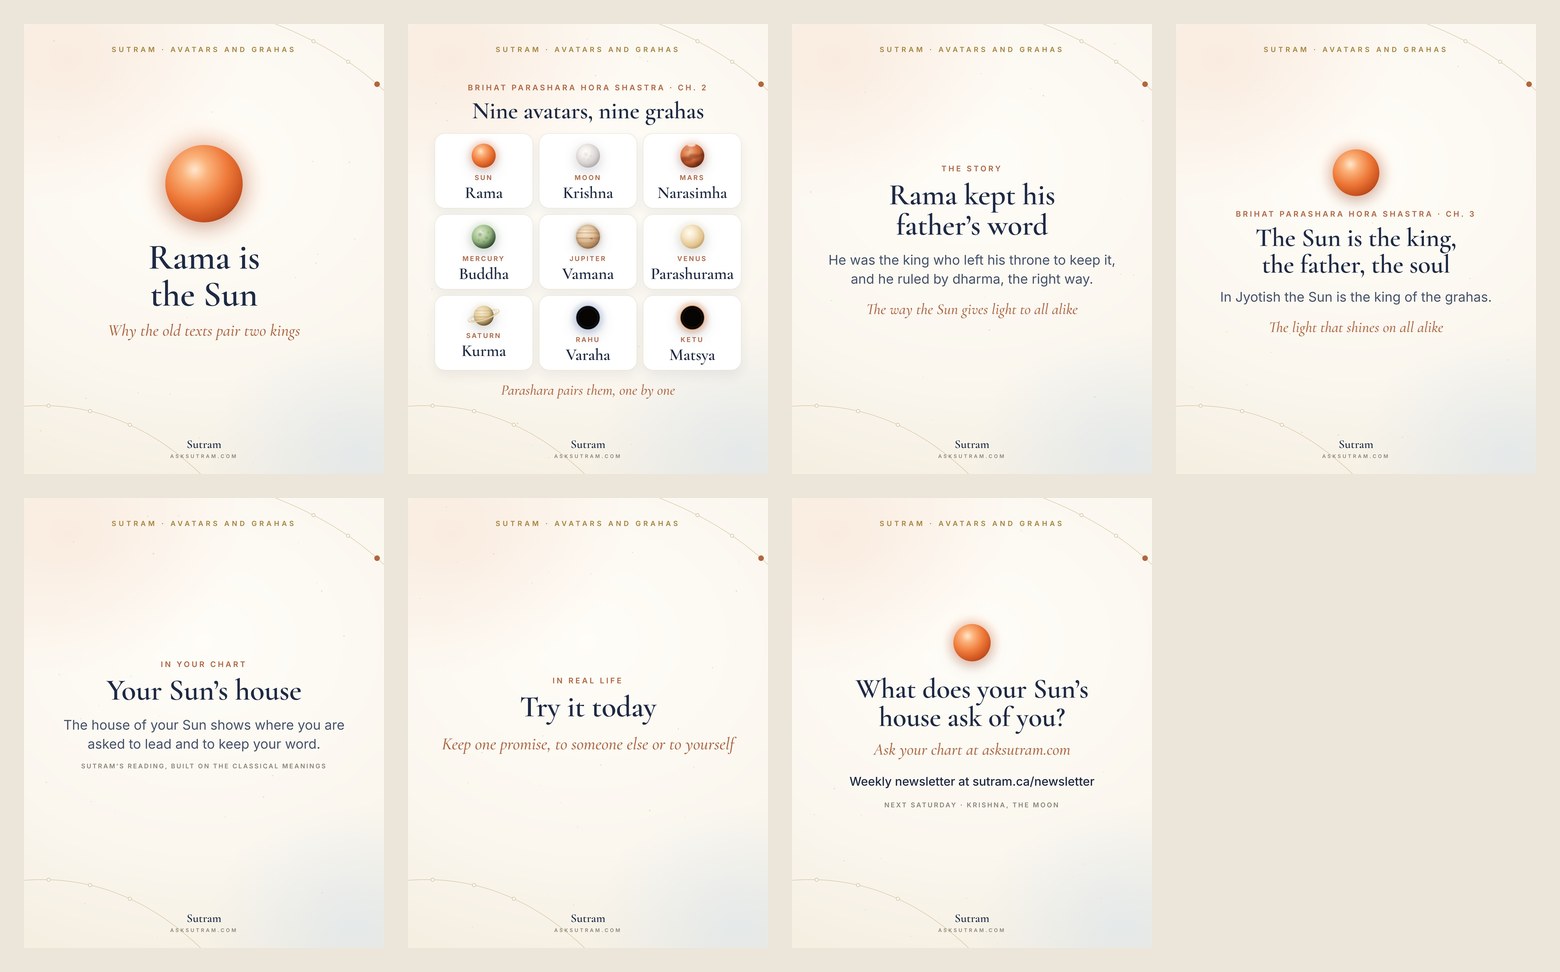 SUTRAM · AVATARS AND GRAHAS
Rama is
the Sun
Why the old texts pair two kings
Sutram
ASKSUTRAM.COM
SUTRAM · AVATARS AND GRAHAS
BRIHAT PARASHARA HORA SHASTRA · CH. 2
Nine avatars, nine grahas
SUN
Rama
MOON
Krishna
MARS
Narasimha
MERCURY
Buddha
JUPITER
Vamana
VENUS
Parashurama
SATURN
Kurma
RAHU
Varaha
KETU
Matsya
Parashara pairs them, one by one
Sutram
ASKSUTRAM.COM
SUTRAM · AVATARS AND GRAHAS
THE STORY
Rama kept his
father’s word
He was the king who left his throne to keep it,
and he ruled by dharma, the right way.
The way the Sun gives light to all alike
Sutram
ASKSUTRAM.COM
SUTRAM · AVATARS AND GRAHAS
BRIHAT PARASHARA HORA SHASTRA · CH. 3
The Sun is the king,
the father, the soul
In Jyotish the Sun is the king of the grahas.
The light that shines on all alike
Sutram
ASKSUTRAM.COM
SUTRAM · AVATARS AND GRAHAS
IN YOUR CHART
Your Sun’s house
The house of your Sun shows where you are
asked to lead and to keep your word.
SUTRAM’S READING, BUILT ON THE CLASSICAL MEANINGS
Sutram
ASKSUTRAM.COM
SUTRAM · AVATARS AND GRAHAS
IN REAL LIFE
Try it today
Keep one promise, to someone else or to yourself
Sutram
ASKSUTRAM.COM
SUTRAM · AVATARS AND GRAHAS
What does your Sun’s
house ask of you?
Ask your chart at asksutram.com
Weekly newsletter at sutram.ca/newsletter
NEXT SATURDAY · KRISHNA, THE MOON
Sutram
ASKSUTRAM.COM